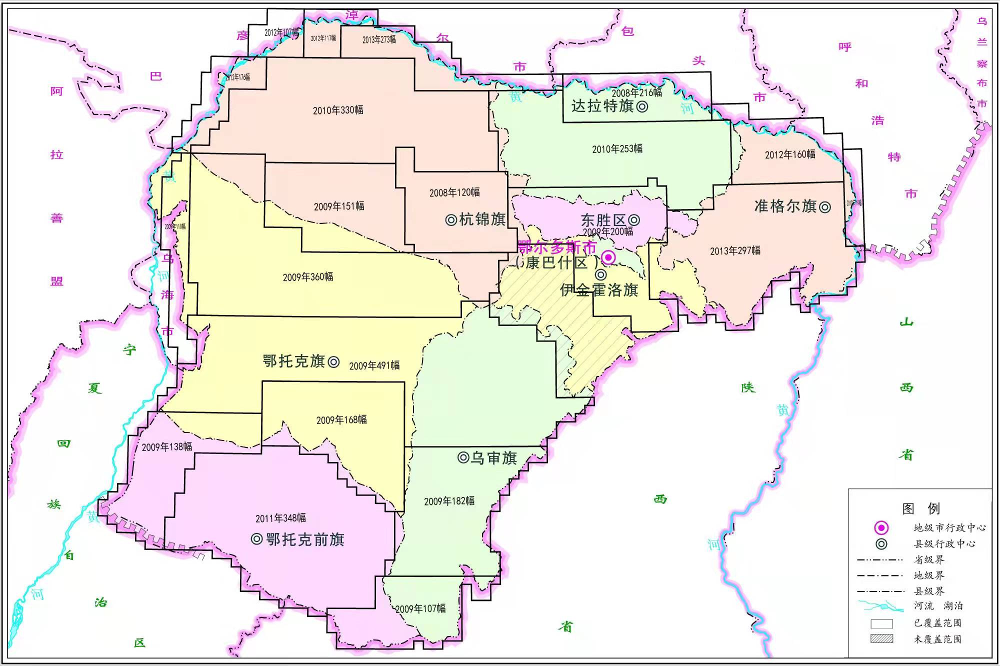 淖
彦
尔
市
包
头
市
呼
和
浩
特
市
乌
兰
察
布
市
巴
阿
拉
善
盟
2012年107幅
2012年117幅
2013年273幅
2012年176幅
2010年330幅
黄
2008年216幅
达拉特旗
河
2010年253幅
2012年160幅
黄
2009年151幅
2008年120幅
杭锦旗
准格尔旗
东胜区
2009年200幅
2009年110幅
鄂尔多斯市
(康巴什区)
2013年297幅
乌
河
海
市
2009年360幅
伊金霍洛旗
鄂托克旗
2009年491幅
2009年168幅
2009年138幅
乌审旗
2009年182幅
2011年348幅
鄂托克前旗
2009年107幅
宁
夏
回
族
自
治
区
黄
河
陕
西
省
山
西
省
黄
河
图 例
地级市行政中心
县级行政中心
省级界
地级界
县级界
河流 湖泊
已覆盖范围
未覆盖范围